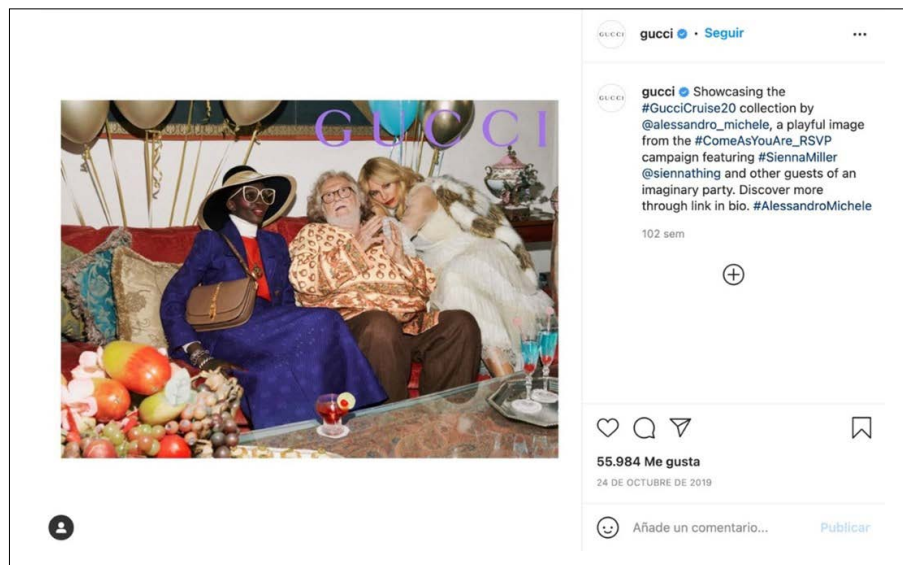 GUCCI
GUCCI
gucci • Seguir
GUCCI
gucci Showcasing the
#GucciCruise20 collection by
@alessandro_michele, a playful image
from the #ComeAsYouAre_RSVP
campaign featuring #SiennaMiller
@siennathing and other guests of an
imaginary party. Discover more
through link in bio. #AlessandroMichele
102 sem
55.984 Me gusta
24 DE OCTUBRE DE 2019
Añade un comentario...
Publicar